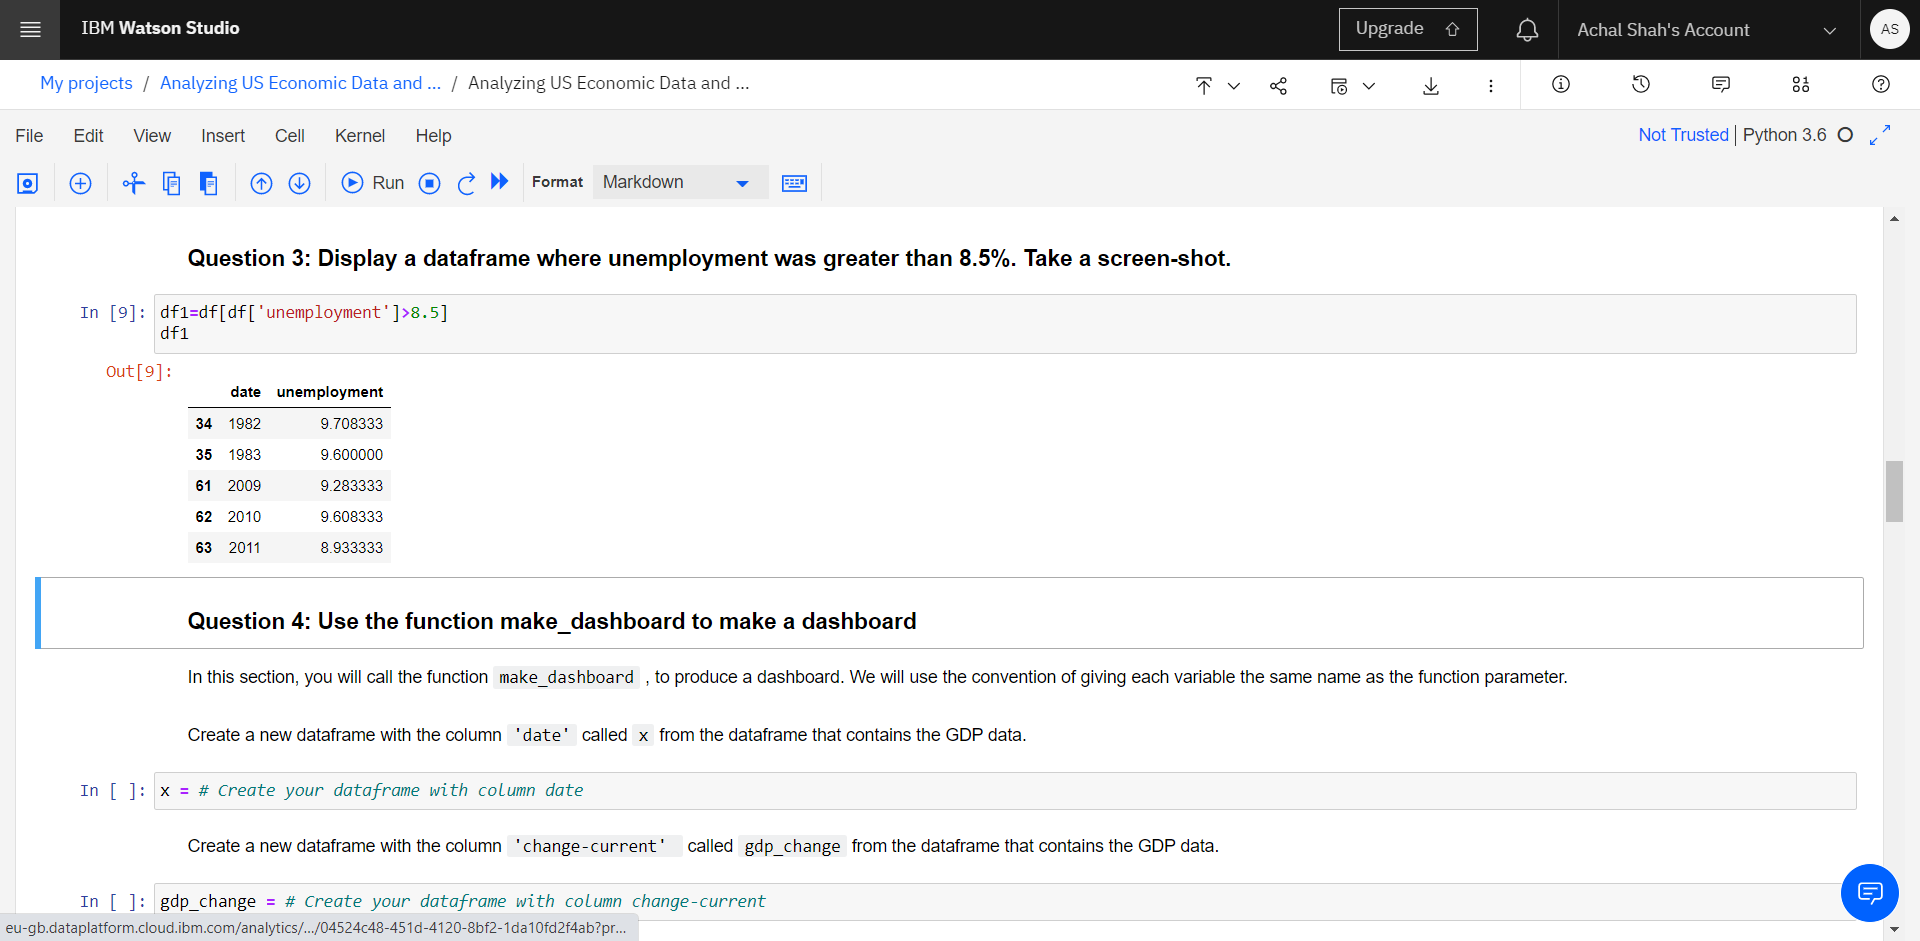 IBM Watson Studio
Upgrade
Achal Shah's Account
AS
My projects / Analyzing US Economic Data and ... / Analyzing US Economic Data and ...
File Edit View Insert Cell Kernel Help
Not Trusted | Python 3.6
Run
Format
Markdown
Question 3: Display a dataframe where unemployment was greater than 8.5%. Take a screen-shot.
In [9]: df1=df[df['unemployment']>8.5]
df1
Out[9]:
date unemployment
34 1982 9.708333
35 1983 9.600000
61 2009 9.283333
62 2010 9.608333
63 2011 8.933333
Question 4: Use the function make_dashboard to make a dashboard
In this section, you will call the function make_dashboard , to produce a dashboard. We will use the convention of giving each variable the same name as the function parameter.
Create a new dataframe with the column 'date' called x from the dataframe that contains the GDP data.
In [ ]: x = # Create your dataframe with column date
Create a new dataframe with the column 'change-current' called gdp_change from the dataframe that contains the GDP data.
In [ ]: gdp_change = # Create your dataframe with column change-current
eu-gb.dataplatform.cloud.ibm.com/analytics/.../04524c48-451d-4120-8bf2-1da10fd2f4ab?pr...